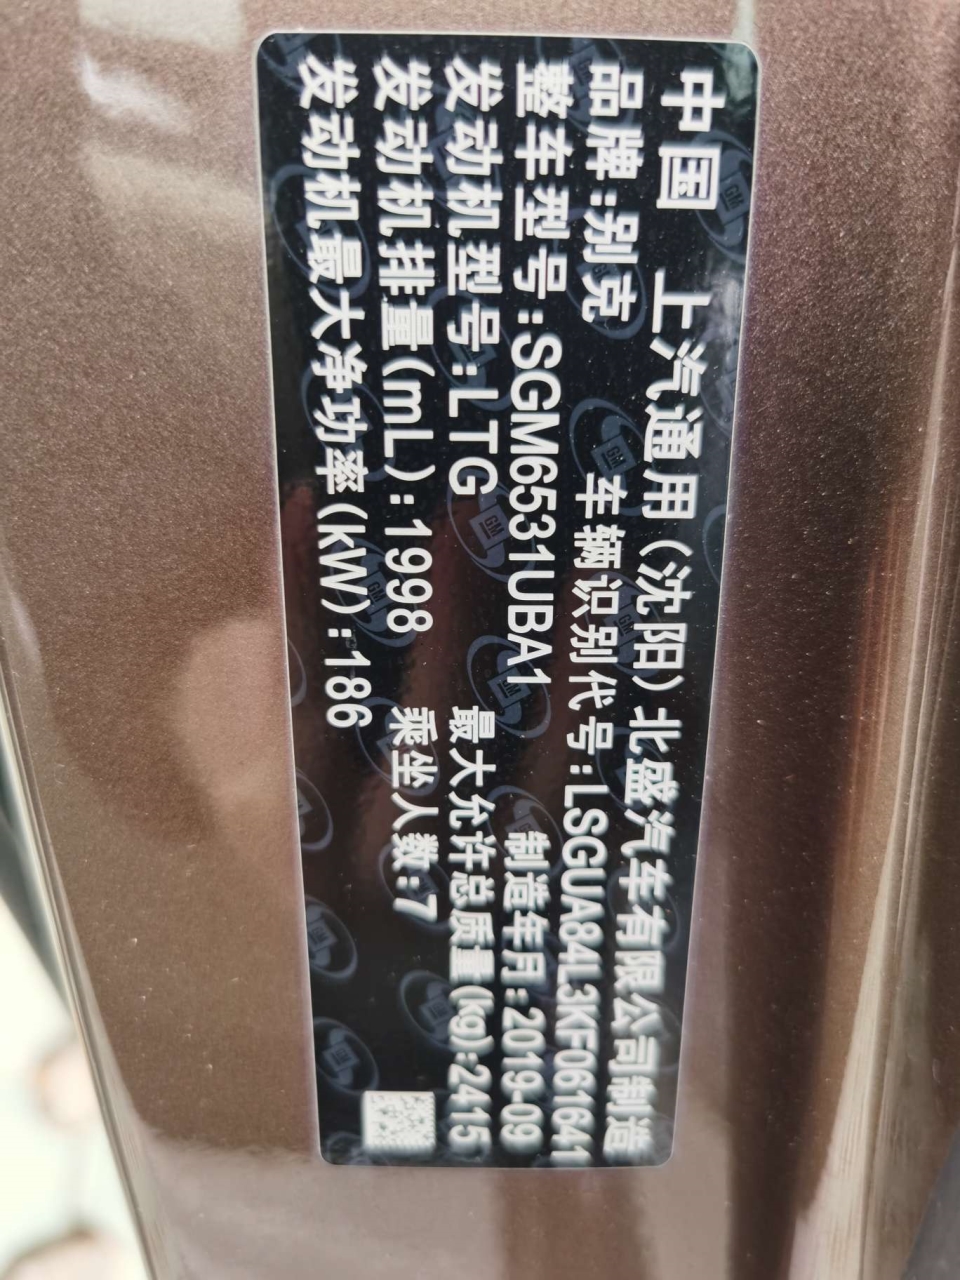 中国 上汽通用(沈阳)北盛汽车有限公司制造
品牌:别克 车辆识别代号:LSGUA84L3KF061641
整车型号:SGM6531UBA1 制造年月:2019-09
发动机型号:LTG 最大允许总质量(kg):2415
发动机排量(mL):1998 乘坐人数:7
发动机最大净功率(kW):186